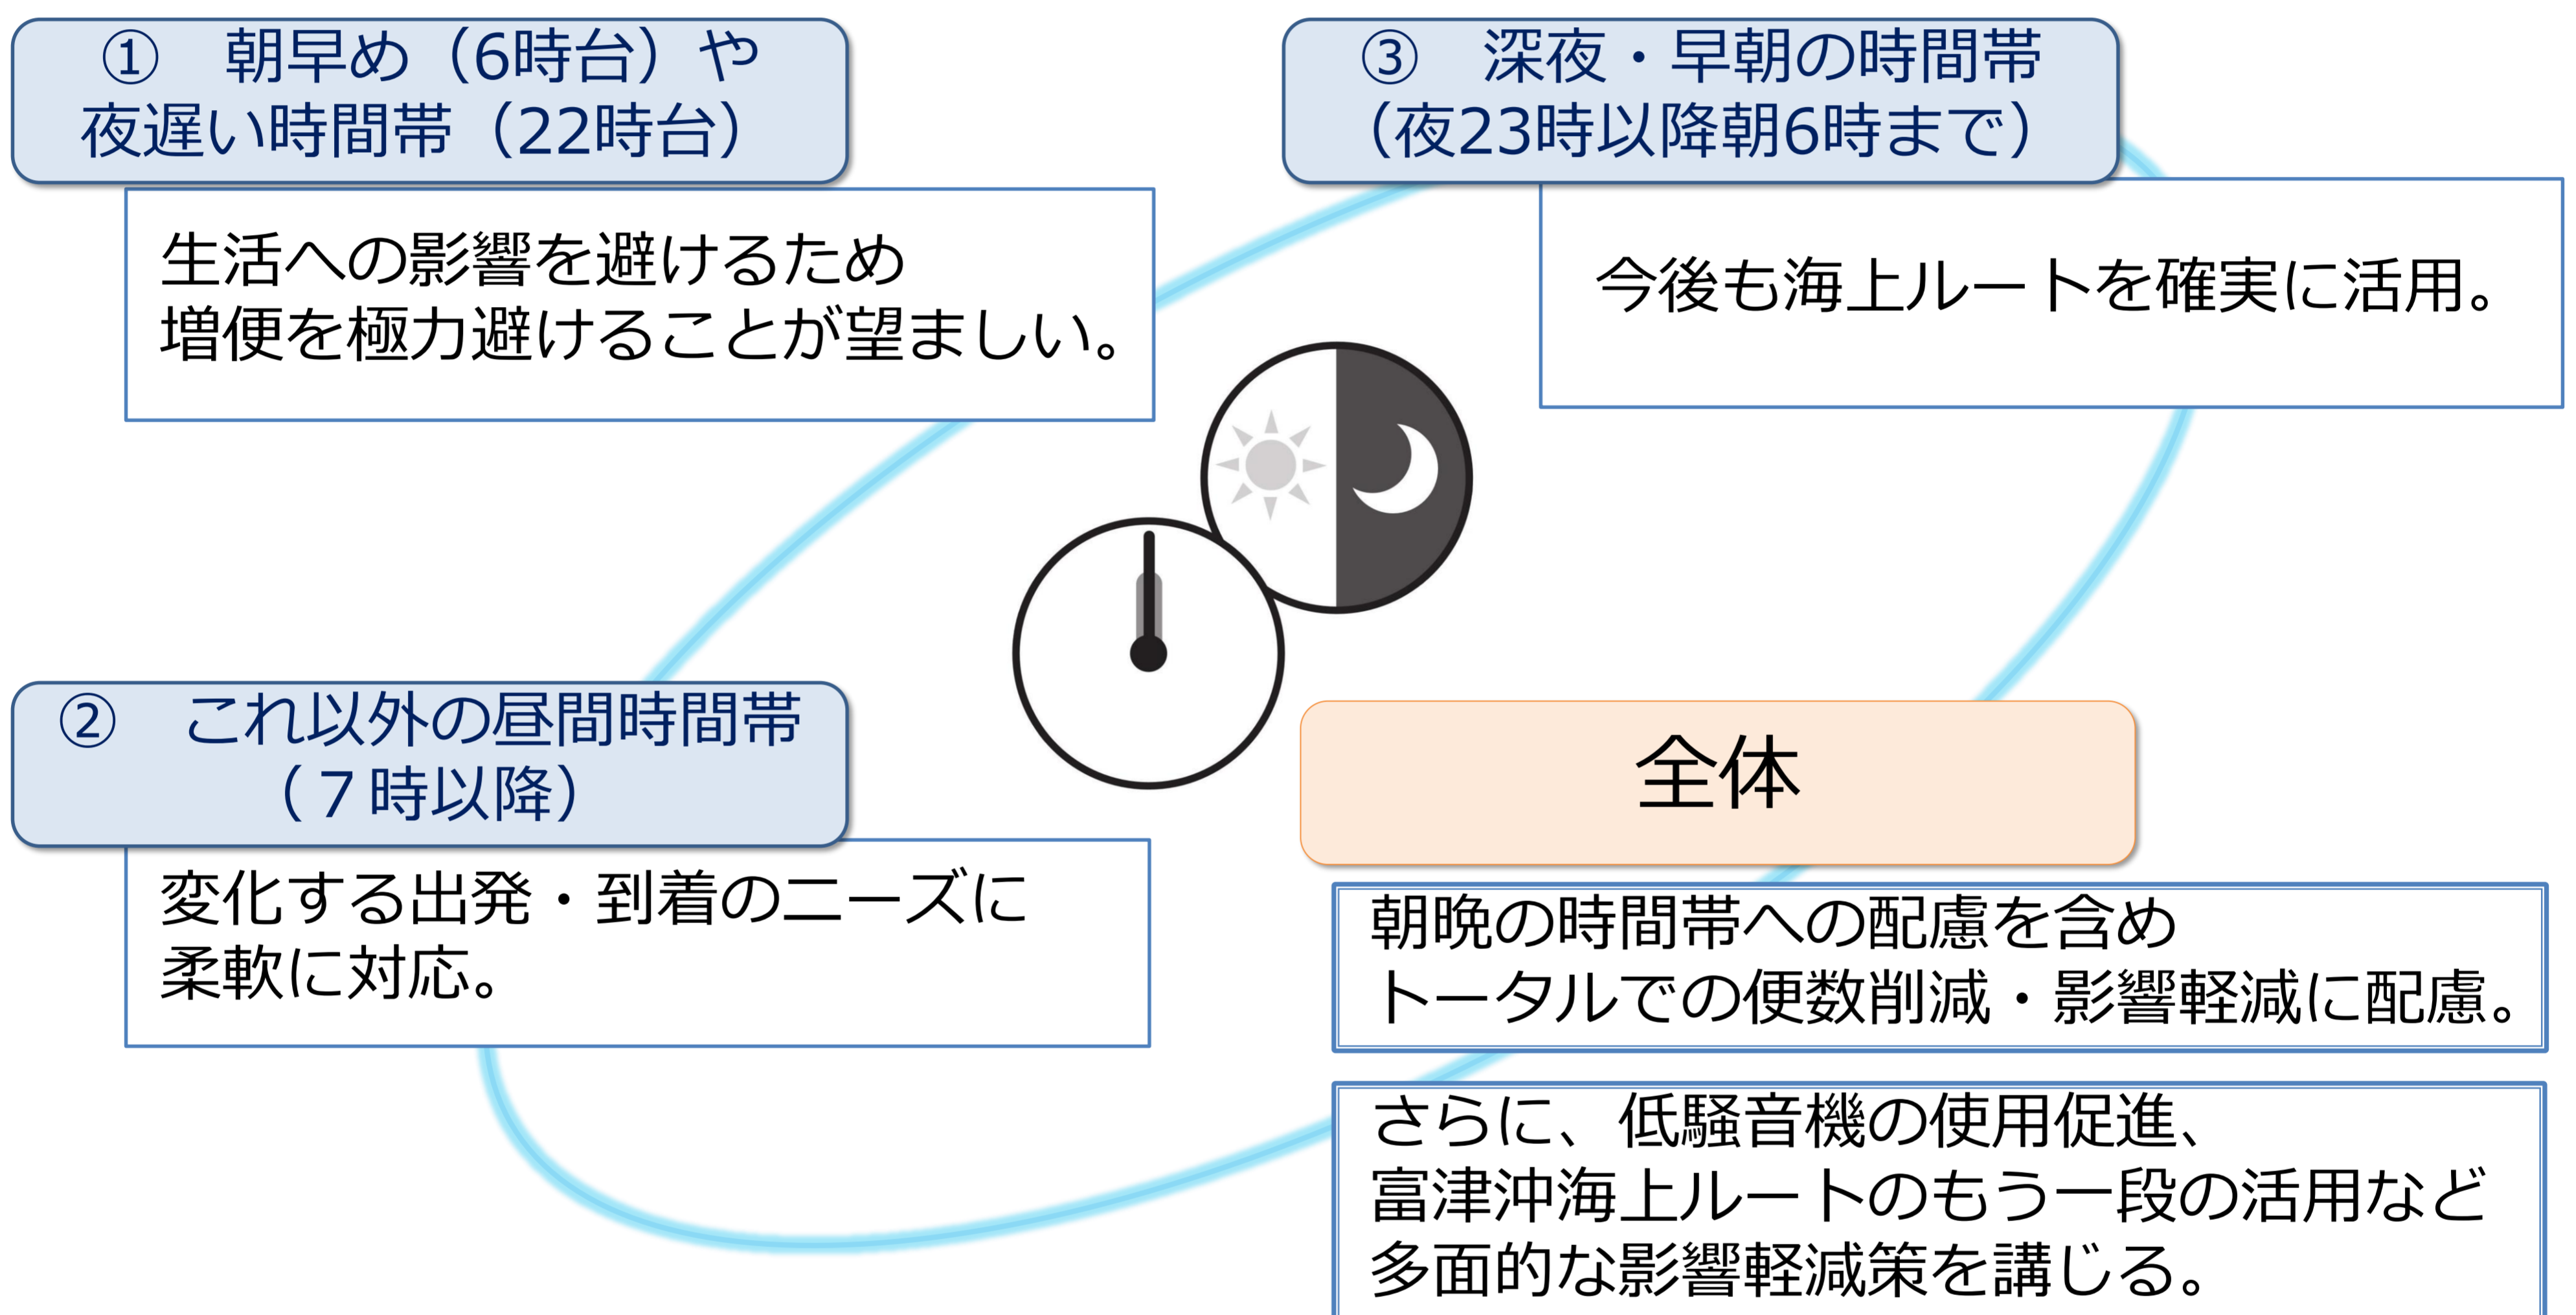 ① 朝早め（6時台）や
夜遅い時間帯（22時台）
生活への影響を避けるため
増便を極力避けることが望ましい。
② これ以外の昼間時間帯
（７時以降）
変化する出発・到着のニーズに
柔軟に対応。
③ 深夜・早朝の時間帯
（夜23時以降朝6時まで）
今後も海上ルートを確実に活用。
全体
朝晩の時間帯への配慮を含め
トータルでの便数削減・影響軽減に配慮。
さらに、低騒音機の使用促進、
富津沖海上ルートのもう一段の活用など
多面的な影響軽減策を講じる。